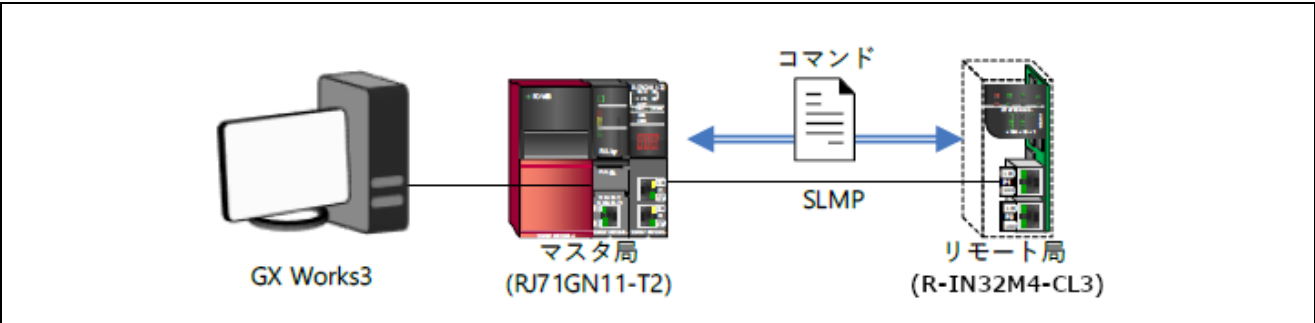 コマンド
SLMP
GX Works3
マスタ局
(RJ71GN11-T2)
リモート局
(R-IN32M4-CL3)